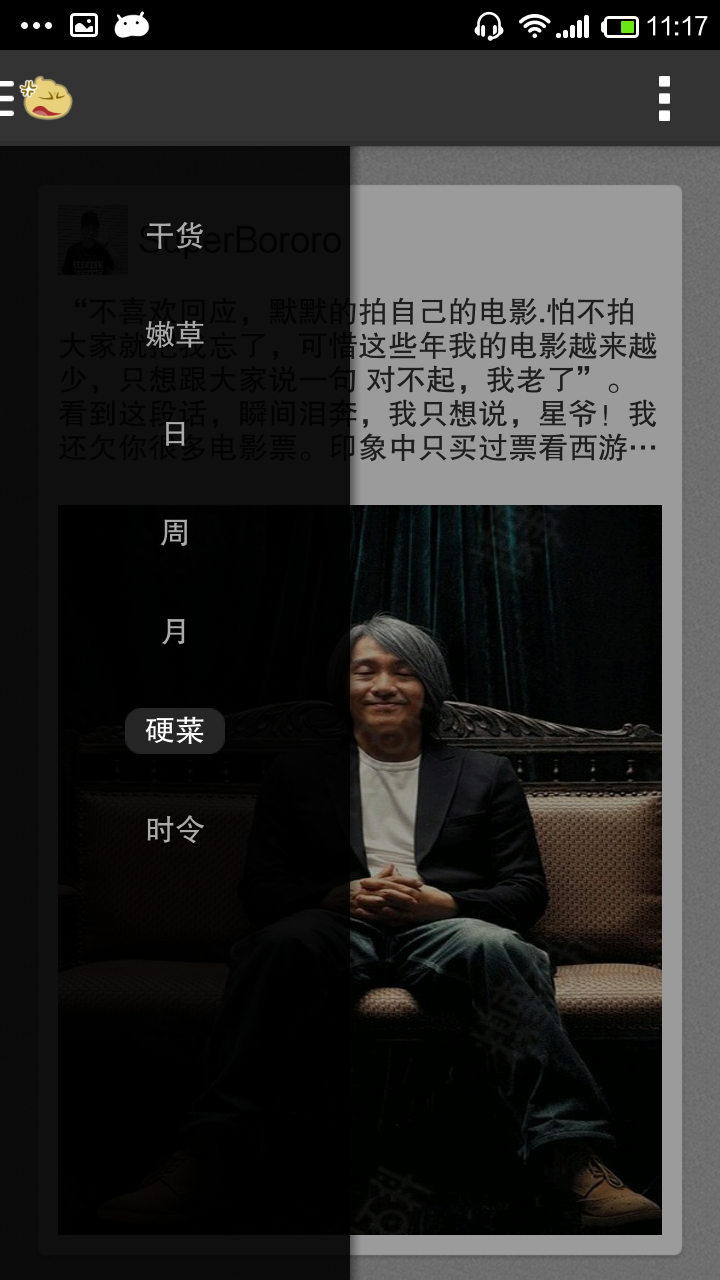 11:17
干货
SuperBororo
“不喜欢回应，默默的拍自己的电影.怕不拍
嫩草
大家就把我忘了，可惜这些年我的电影越来越
少，只想跟大家说一句 对不起，我老了”。
看到这段话，瞬间泪奔，我只想说，星爷！我
日
还欠你很多电影票。印象中只买过票看西游…
周
月
硬菜
时令